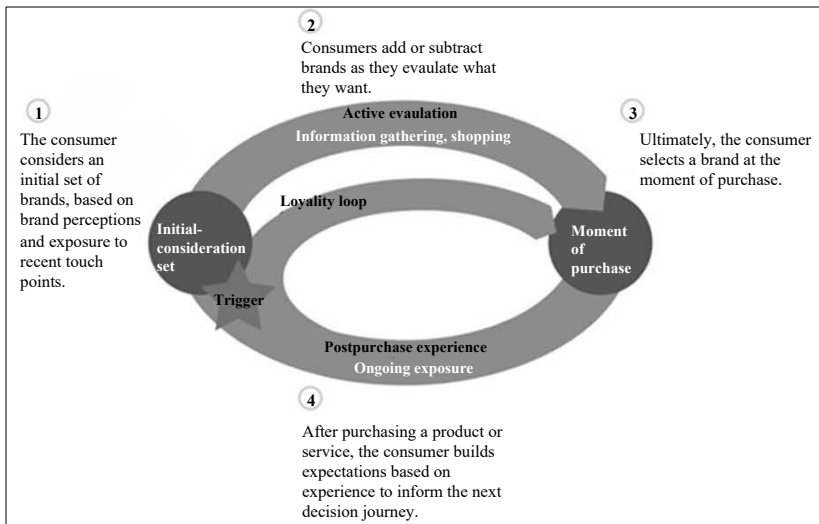 2
Consumers add or subtract
brands as they evaulate what
they want.
1
The consumer
considers an
initial set of
brands, based on
brand perceptions
and exposure to
recent touch
points.
Active evaulation
Information gathering, shopping
3
Ultimately, the consumer
selects a brand at the
moment of purchase.
Loyality loop
Initial-
consideration
set
Moment
of
purchase
Trigger
Postpurchase experience
Ongoing exposure
4
After purchasing a product or
service, the consumer builds
expectations based on
experience to inform the next
decision journey.